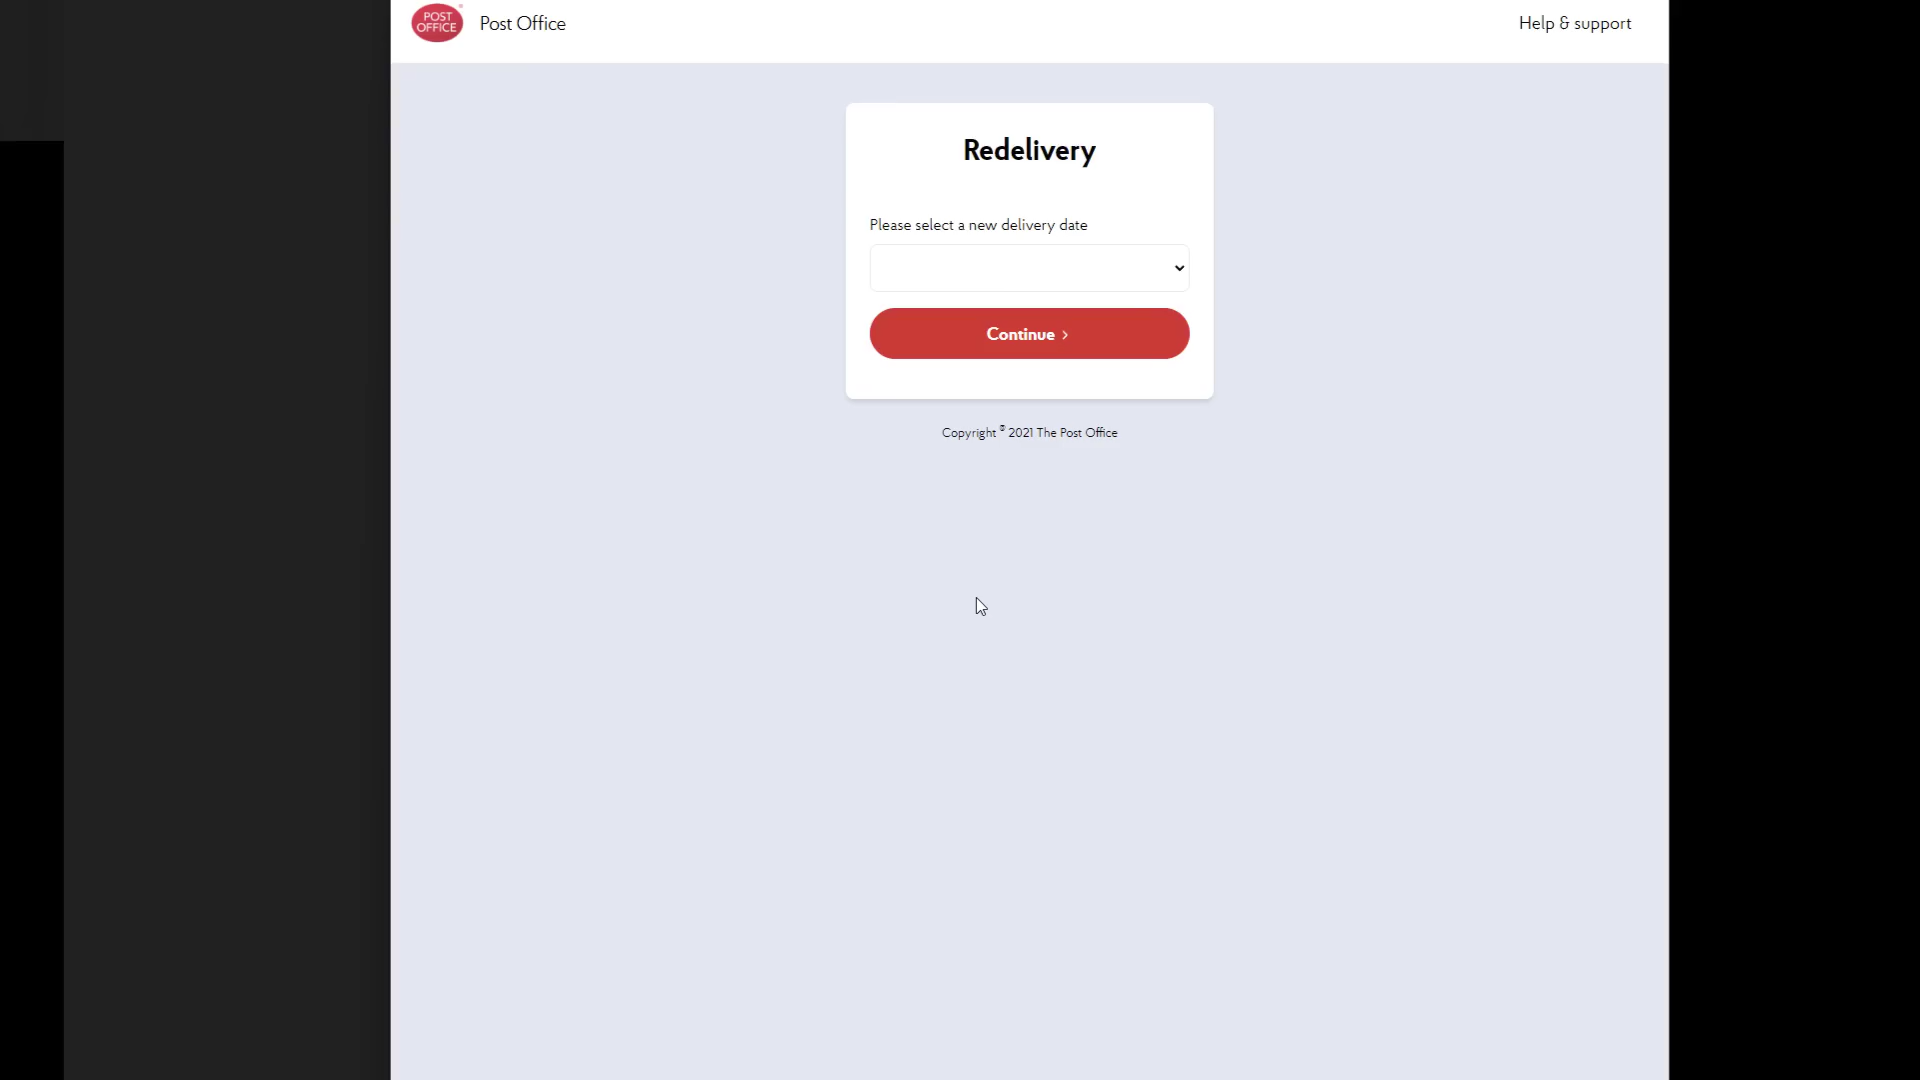 POST
OFFICE
Post Office
Help & support
Redelivery
Please select a new delivery date
Continue ›
Copyright © 2021 The Post Office